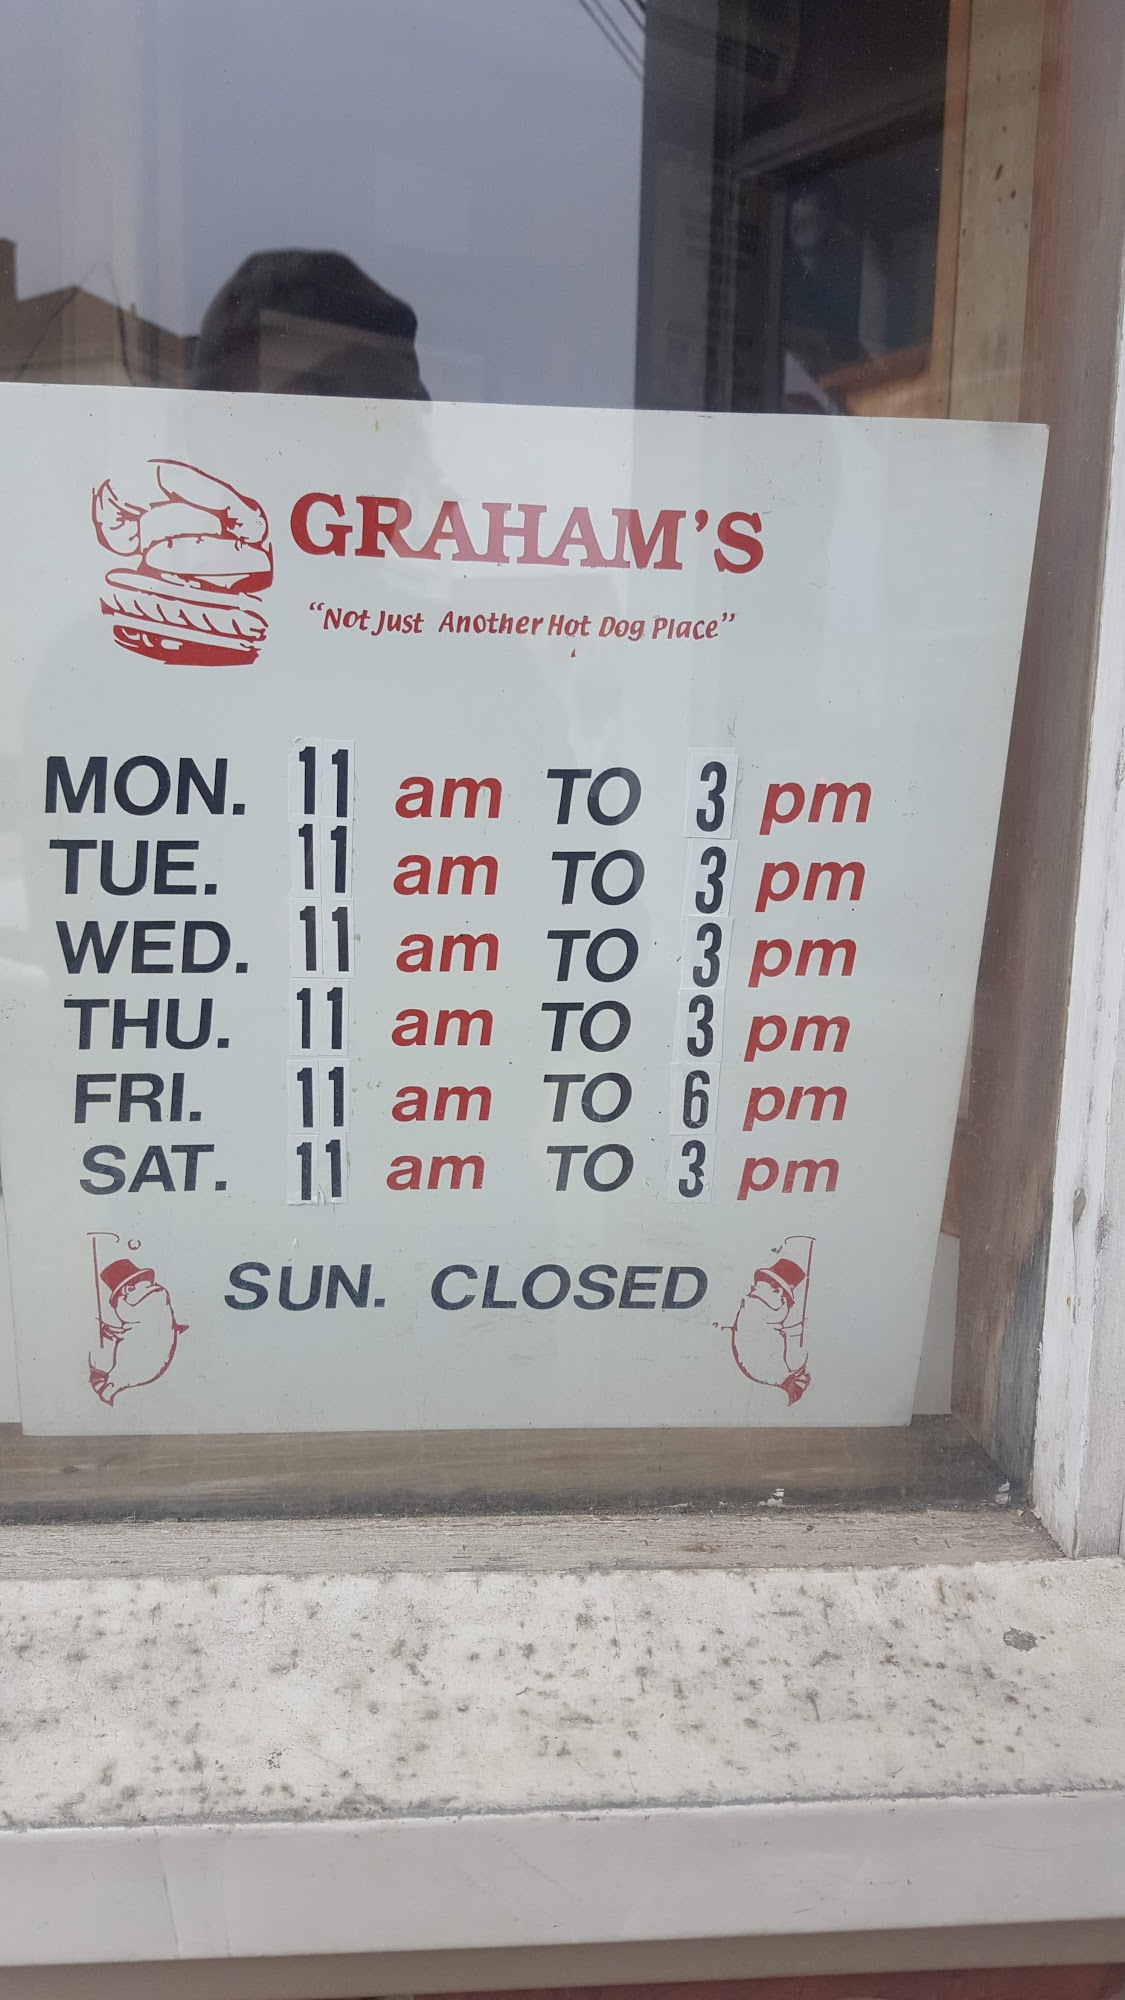 GRAHAM'S
"Not Just Another Hot Dog Place"
MON. 11 am TO 3 pm
TUE. 11 am TO 3 pm
WED. 11 am TO 3 pm
THU. 11 am TO 3 pm
FRI. 11 am TO 6 pm
SAT. 11 am TO 3 pm
SUN. CLOSED